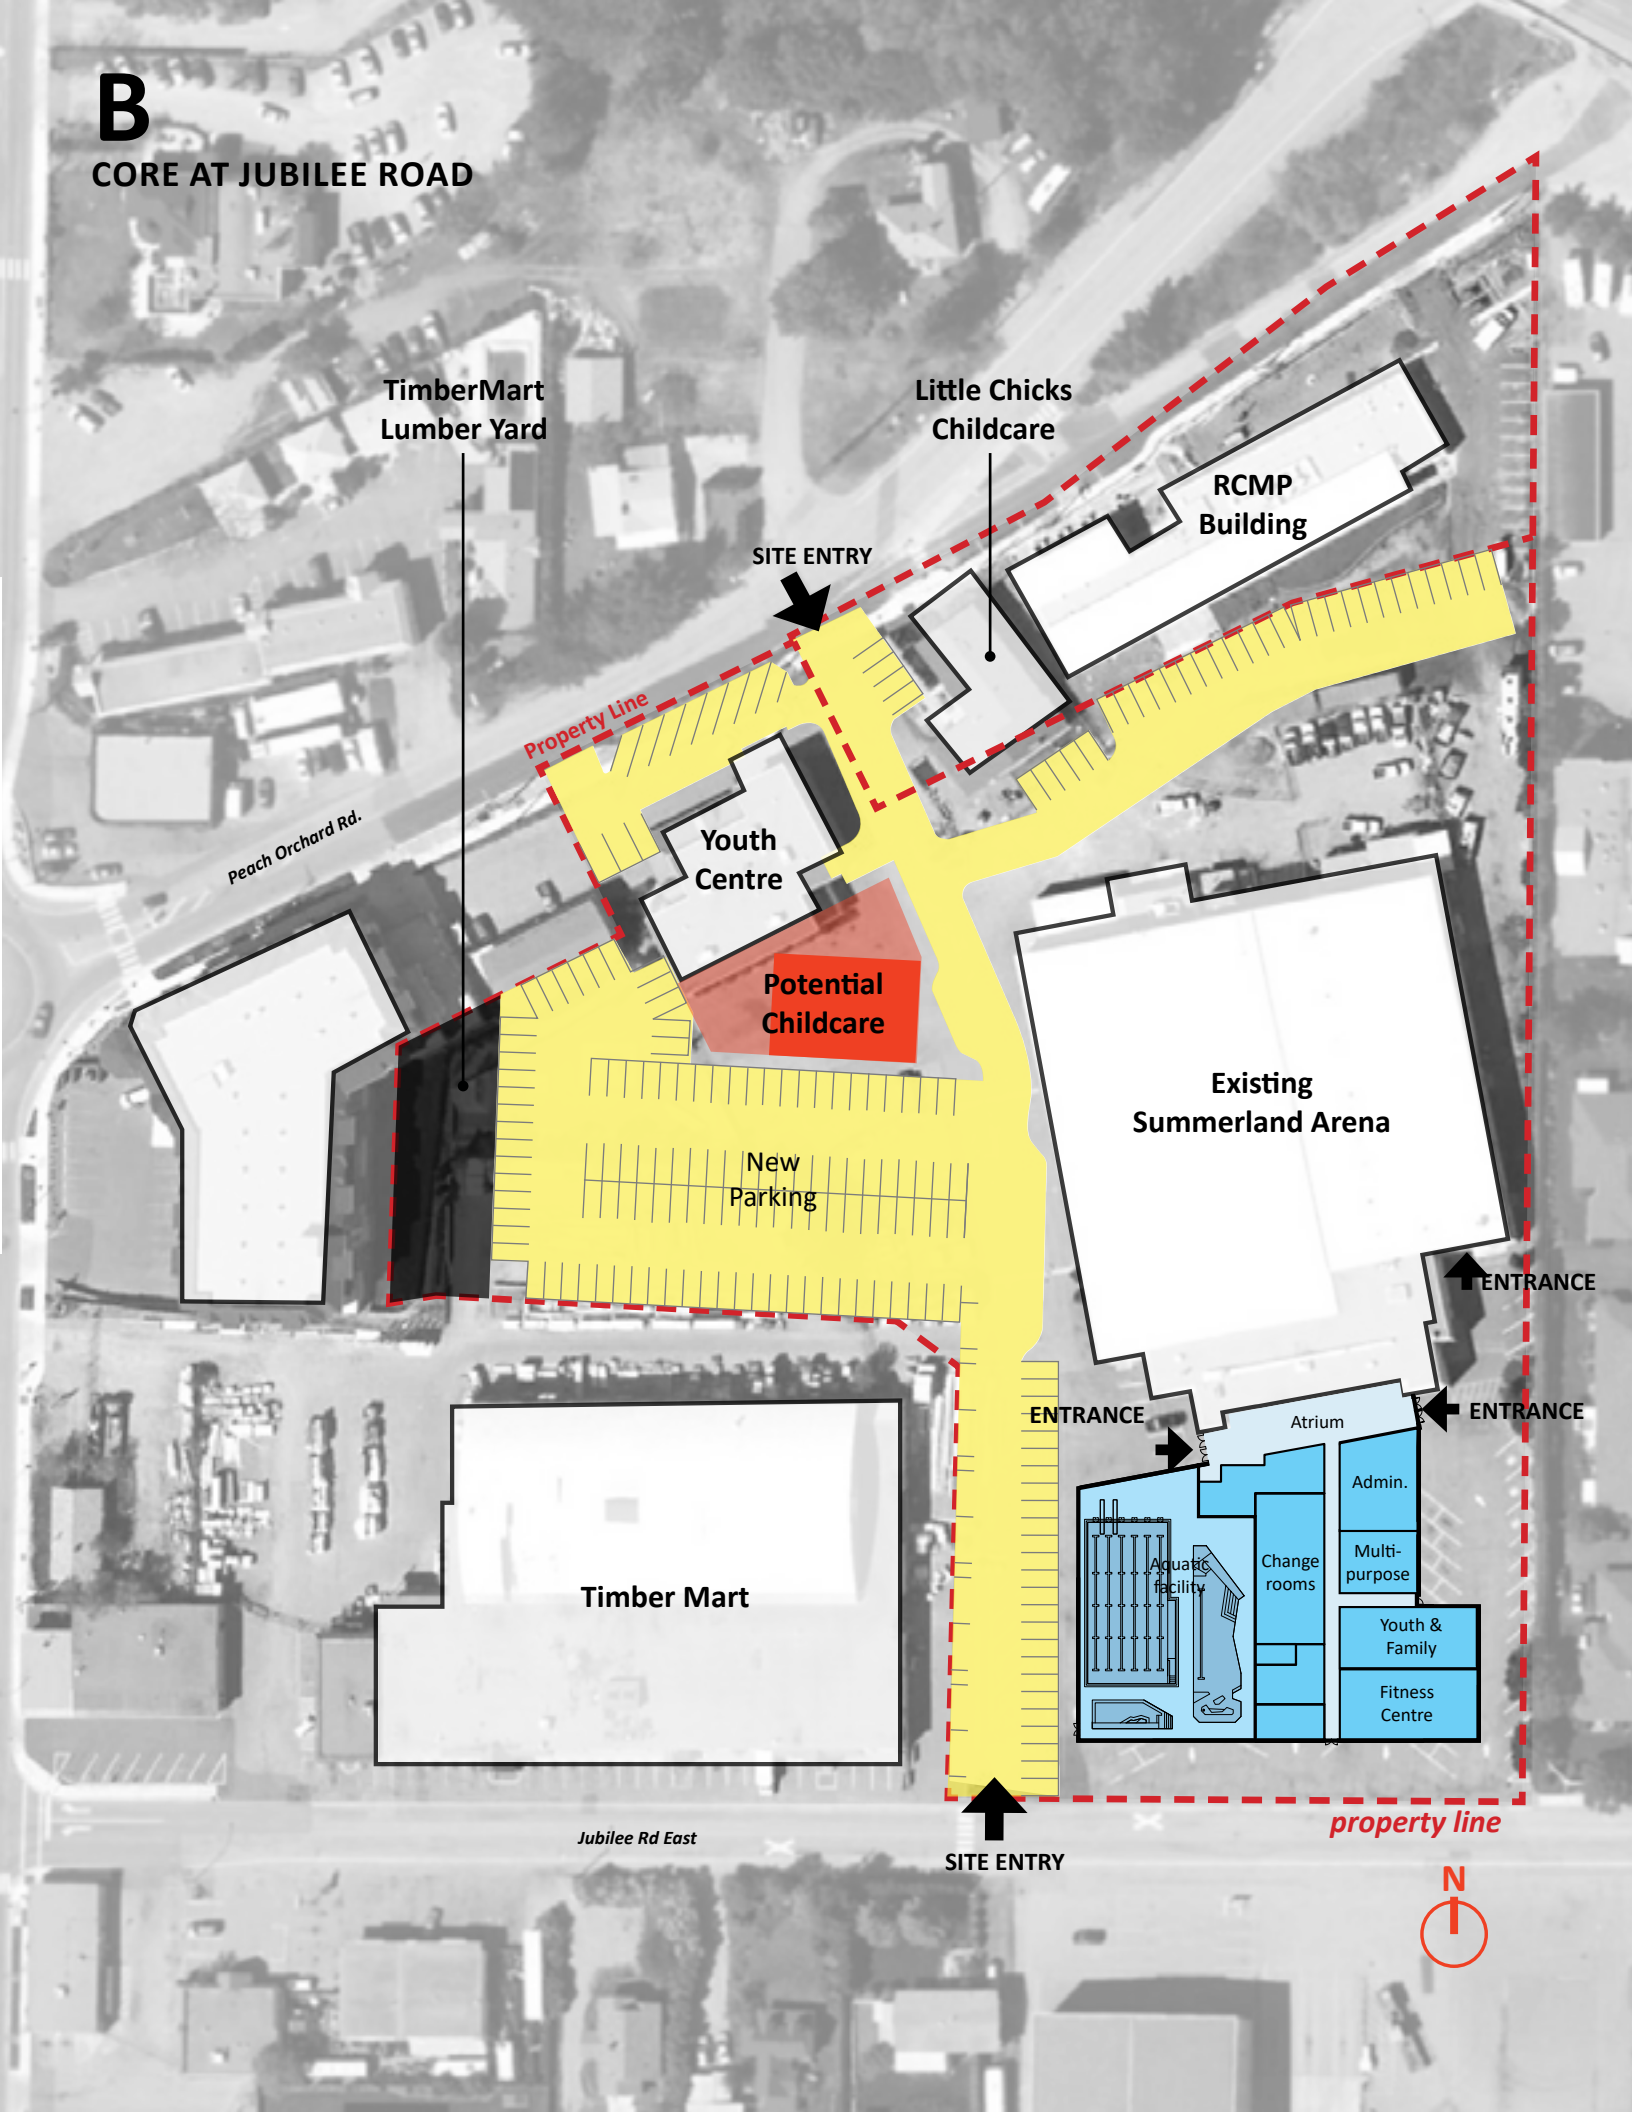 B
CORE AT JUBILEE ROAD
TimberMart
Lumber Yard
Little Chicks
Childcare
RCMP
Building
SITE ENTRY
Property Line
Peach Orchard Rd.
Youth
Centre
Potential
Childcare
Existing
Summerland Arena
New
Parking
ENTRANCE
ENTRANCE
ENTRANCE
Atrium
Admin.
Aquatic
facility
Change
rooms
Multi-
purpose
Timber Mart
Youth &
Family
Fitness
Centre
property line
Jubilee Rd East
SITE ENTRY
N